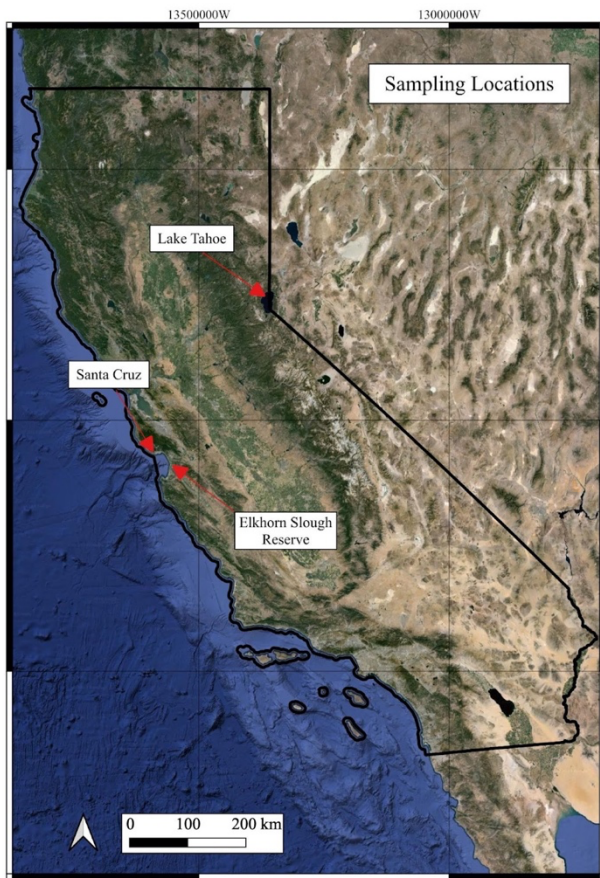 13500000W
13000000W
Sampling Locations
Lake Tahoe
Santa Cruz
Elkhorn Slough
Reserve
0
100
200 km